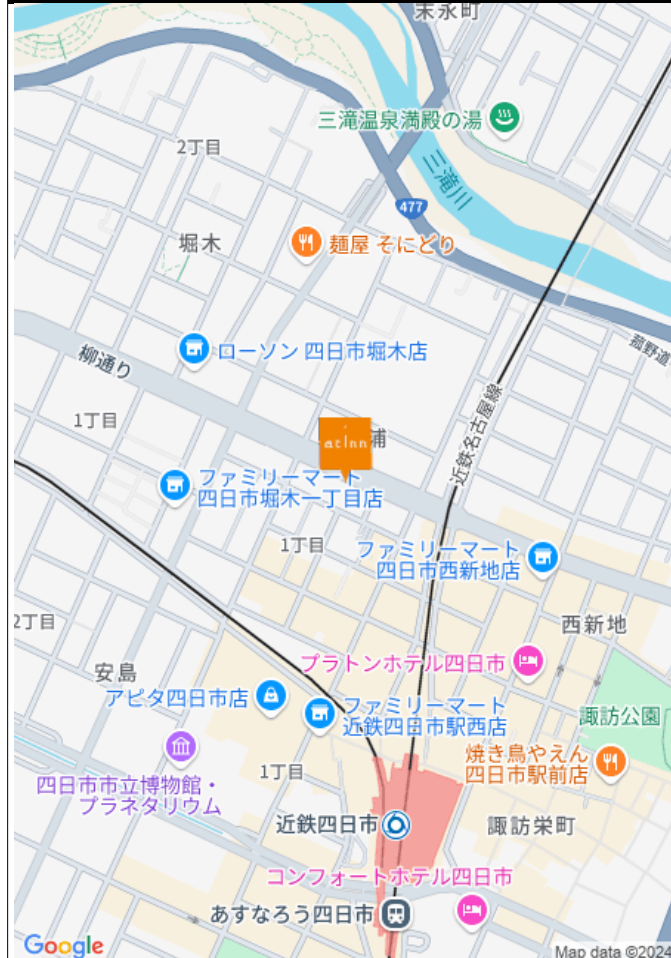 末永町
三滝温泉満殿の湯
2丁目
三滝川
477
堀木
麺屋 そにどり
菰野道
ローソン 四日市堀木店
柳通り
近鉄名古屋線
1丁目
at Inn
浦
ファミリーマート
四日市堀木一丁目店
1丁目
ファミリーマート
四日市西新地店
2丁目
西新地
プラトンホテル四日市
安島
アピタ四日市店
ファミリーマート
近鉄四日市駅西店
諏訪公園
四日市市立博物館・
プラネタリウム
1丁目
焼き鳥やえん
四日市駅前店
近鉄四日市
諏訪栄町
コンフォートホテル四日市
あすなろう四日市
P
Google
Map data ©2024